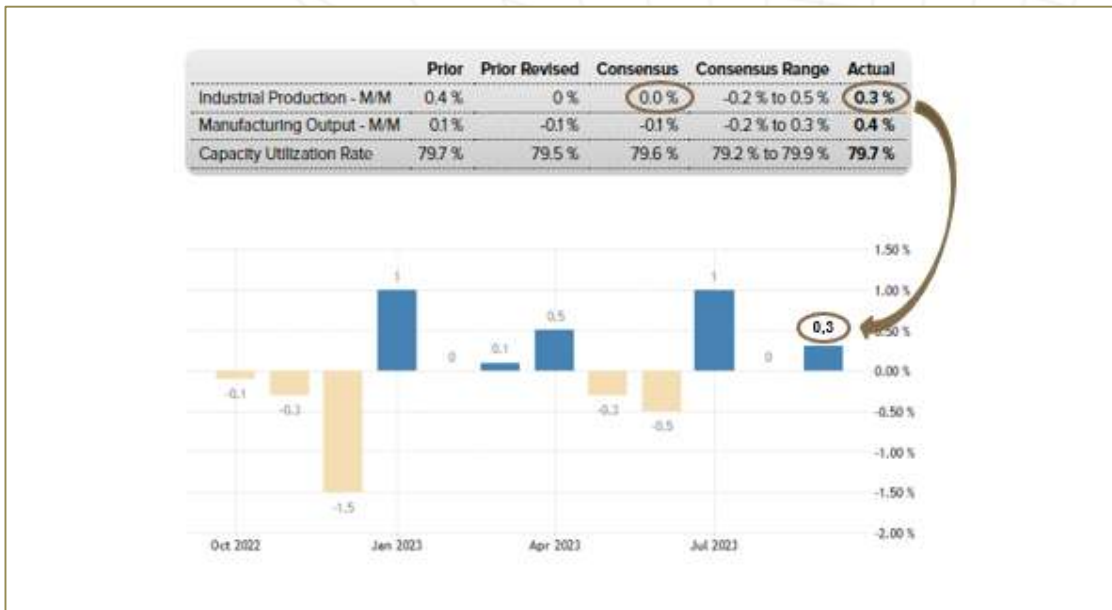 Prior Prior Revised Consensus Consensus Range Actual
Industrial Production - M/M 0.4 % 0 % 0.0 % -0.2 % to 0.5 % 0.3 %
Manufacturing Output - M/M 0.1 % -0.1 % -0.1 % -0.2 % to 0.3 % 0.4 %
Capacity Utilization Rate 79.7 % 79.5 % 79.6 % 79.2 % to 79.9 % 79.7 %
1.50 %
1 1
1.00 %
0,3
0.5
0.50 %
0 0.1 0
0.00 %
-0.1 -0.3 -0.3 -0.5
-0.50 %
-1.00 %
-1.50 %
-1.5
-2.00 %
Oct 2022 Jan 2023 Apr 2023 Jul 2023